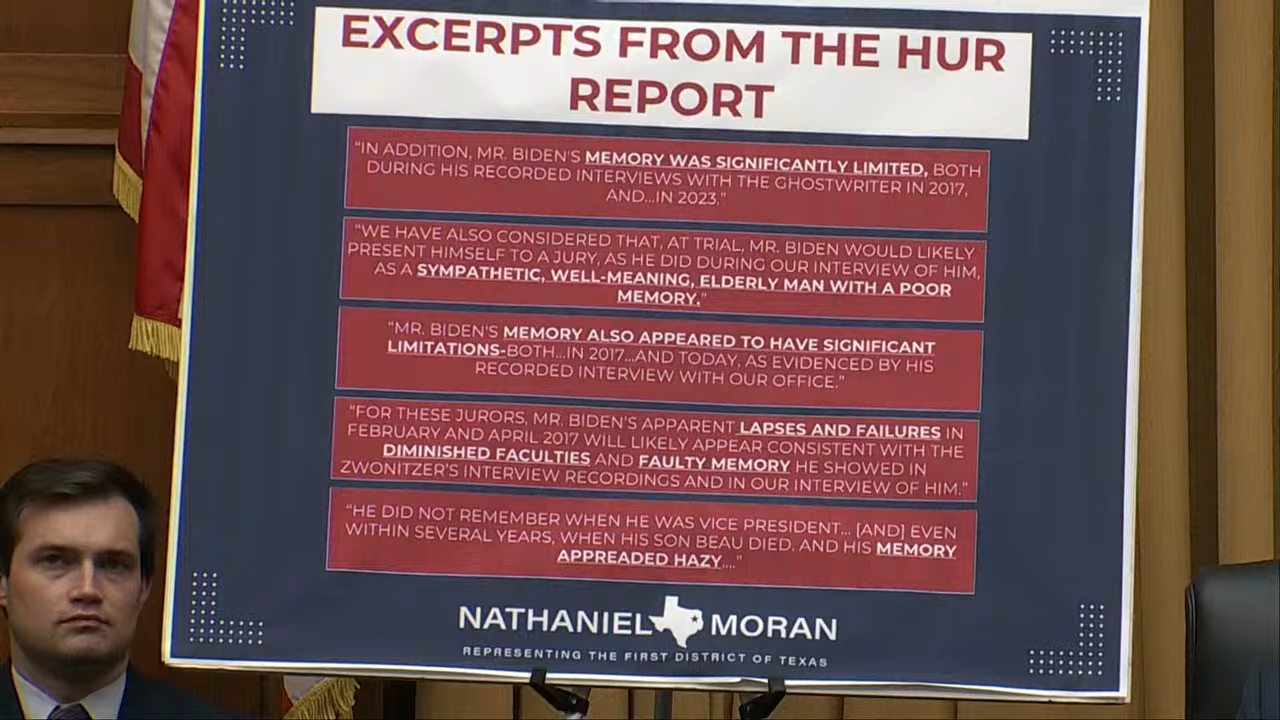 EXCERPTS FROM THE HUR
REPORT
"IN ADDITION, MR. BIDEN'S MEMORY WAS SIGNIFICANTLY LIMITED, BOTH
DURING HIS RECORDED INTERVIEWS WITH THE GHOSTWRITER IN 2017,
AND...IN 2023."
"WE HAVE ALSO CONSIDERED THAT, AT TRIAL, MR. BIDEN WOULD LIKELY
PRESENT HIMSELF TO A JURY, AS HE DID DURING OUR INTERVIEW OF HIM,
AS A SYMPATHETIC, WELL-MEANING, ELDERLY MAN WITH A POOR
MEMORY."
"MR. BIDEN'S MEMORY ALSO APPEARED TO HAVE SIGNIFICANT
LIMITATIONS-BOTH...IN 2017...AND TODAY, AS EVIDENCED BY HIS
RECORDED INTERVIEW WITH OUR OFFICE."
"FOR THESE JURORS, MR. BIDEN'S APPARENT LAPSES AND FAILURES IN
FEBRUARY AND APRIL 2017 WILL LIKELY APPEAR CONSISTENT WITH THE
DIMINISHED FACULTIES AND FAULTY MEMORY HE SHOWED IN
ZWONITZER'S INTERVIEW RECORDINGS AND IN OUR INTERVIEW OF HIM."
"HE DID NOT REMEMBER WHEN HE WAS VICE PRESIDENT... [AND] EVEN
WITHIN SEVERAL YEARS, WHEN HIS SON BEAU DIED. AND HIS MEMORY
APPREADED HAZY...."
NATHANIEL MORAN
REPRESENTING THE FIRST DISTRICT OF TEXAS